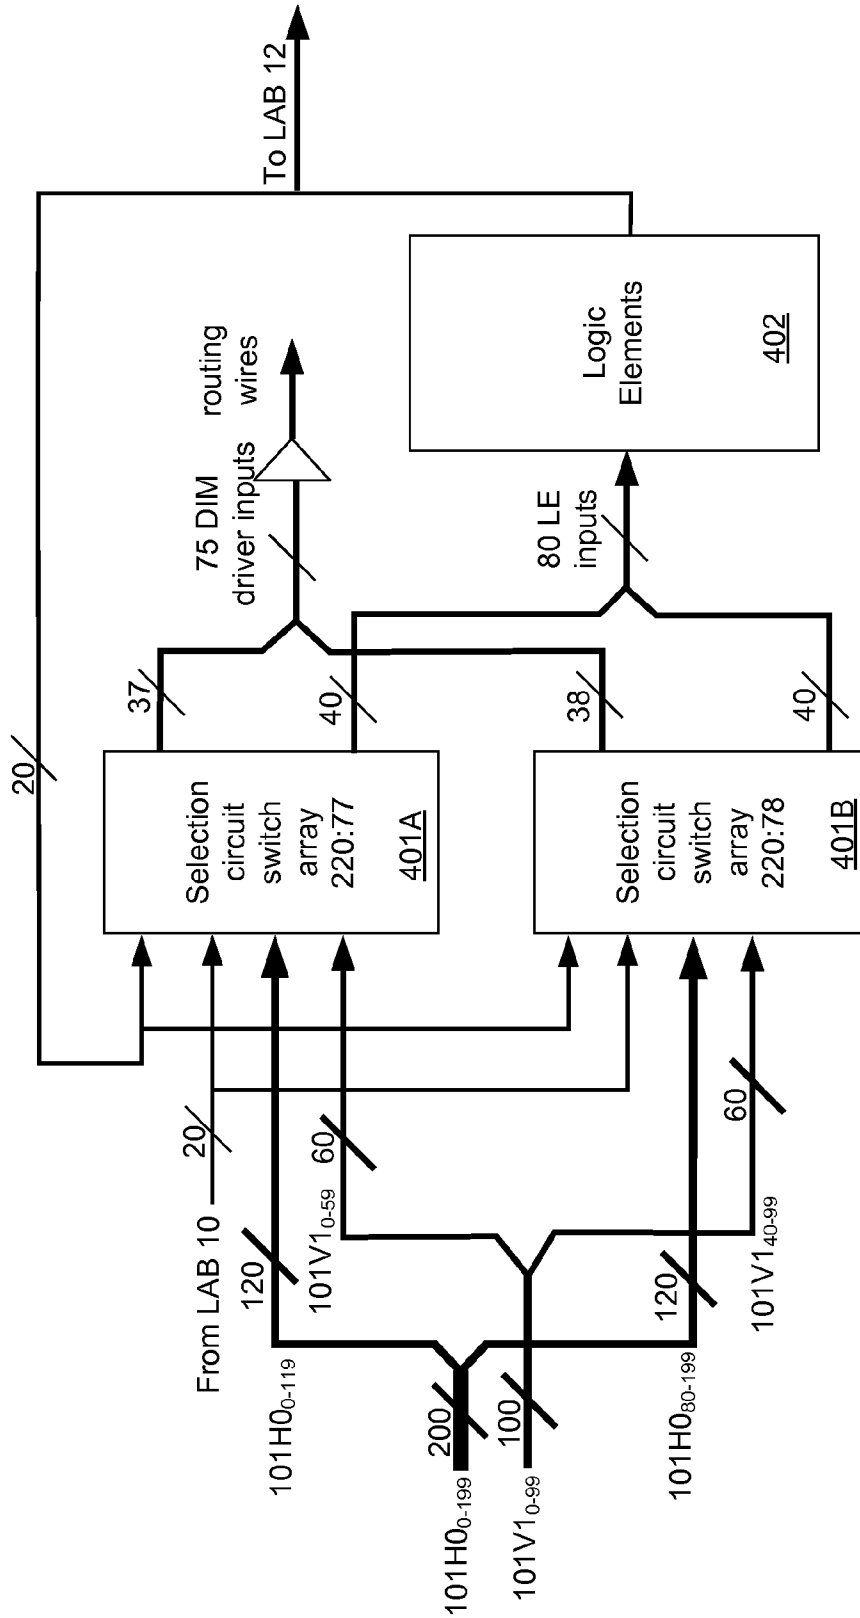 20
To LAB 12
From LAB 10
20
120
101H0₀₋₁₁₉
101V1₀₋₅₉
60
200
101H0₀₋₁₉₉
100
101V1₀₋₉₉
120
101H0₈₀₋₁₉₉
60
101V1₄₀₋₉₉
Selection
circuit
switch
array
220:77
401A
Selection
circuit
switch
array
220:78
401B
37
40
38
40
75 DIM
driver inputs
routing
wires
80 LE
inputs
Logic
Elements
402